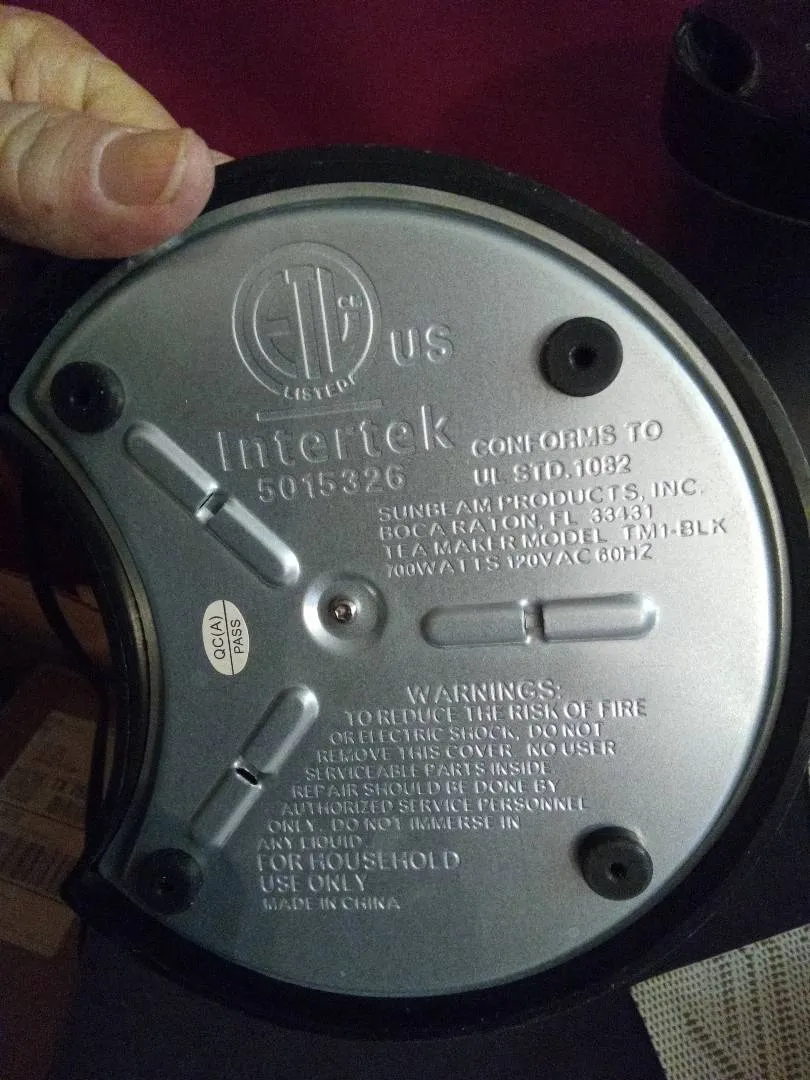 ETL
CM
LISTED
US
Intertek
5015326
CONFORMS TO
UL STD.1082
SUNBEAM PRODUCTS, INC.
BOCA RATON, FL 33431
TEA MAKER MODEL TM1-BLK
700WATTS 120VAC 60HZ
QC(A)
PASS
WARNINGS:
TO REDUCE THE RISK OF FIRE
OR ELECTRIC SHOCK, DO NOT
REMOVE THIS COVER. NO USER
SERVICEABLE PARTS INSIDE.
REPAIR SHOULD BE DONE BY
AUTHORIZED SERVICE PERSONNEL
ONLY. DO NOT IMMERSE IN
ANY LIQUID
FOR HOUSEHOLD
USE ONLY
MADE IN CHINA